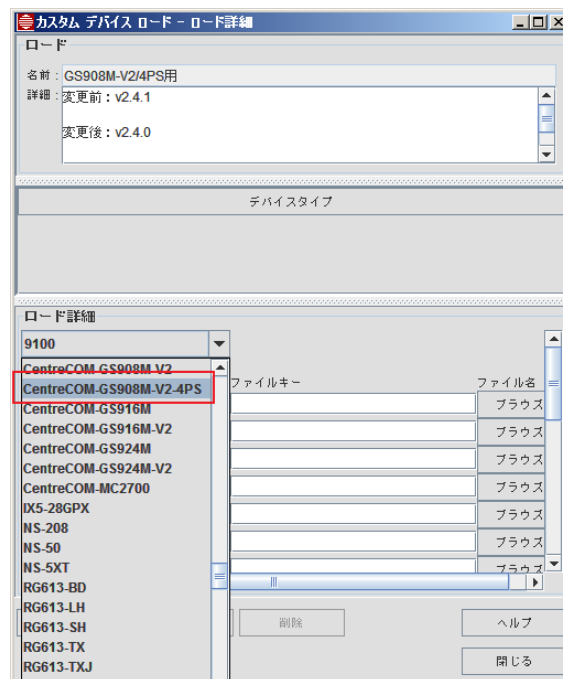 カスタム デバイス ロード - ロード詳細
ロード
名前 : GS908M-V2/4PS用
詳細 : 変更前：v2.4.1
変更後：v2.4.0
デバイスタイプ
ロード詳細
9100
ファイルキー ファイル名
CentreCOM-GS908M-V2
CentreCOM-GS908M-V2-4PS
CentreCOM-GS916M
CentreCOM-GS916M-V2
CentreCOM-GS924M
CentreCOM-GS924M-V2
CentreCOM-MC2700
IX5-28GPX
NS-208
NS-50
NS-5XT
RG613-BD
RG613-LH
RG613-SH
RG613-TX
RG613-TXJ
ブラウズ
ブラウズ
ブラウズ
ブラウズ
ブラウズ
ブラウズ
ブラウズ
削除
ヘルプ
閉じる